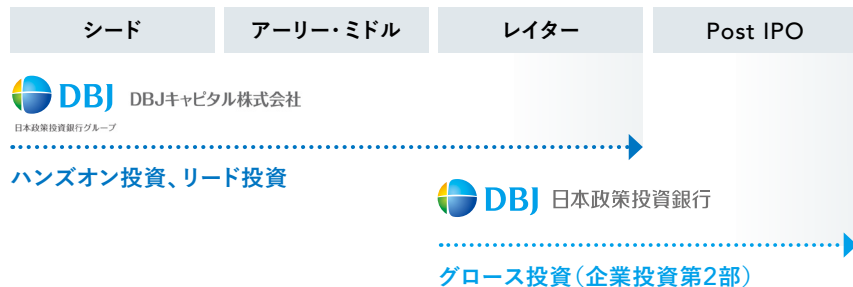 シード
アーリー・ミドル
レイター
Post IPO
DBJ DBJキャピタル株式会社
日本政策投資銀行グループ
ハンズオン投資、リード投資
DBJ 日本政策投資銀行
グロース投資(企業投資第2部)